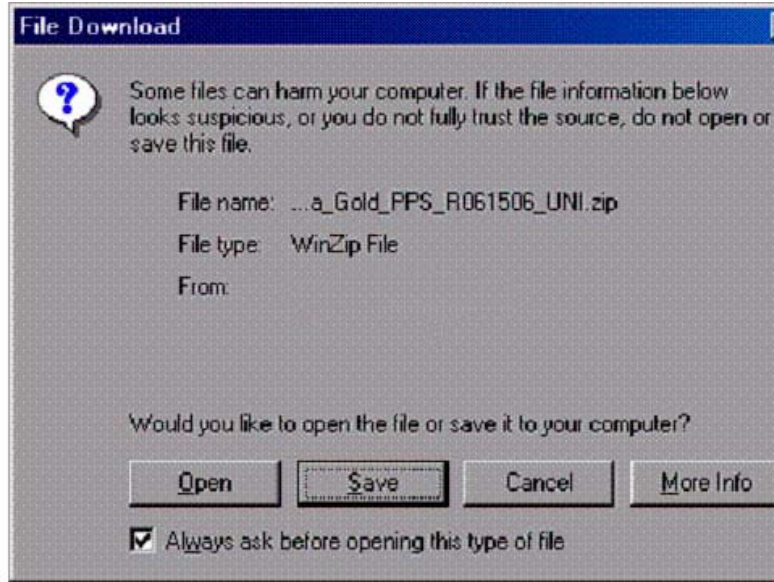 File Download
Some files can harm your computer. If the file information below
looks suspicious, or you do not fully trust the source, do not open or
save this file.
File name: ...a_Gold_PPS_R061506_UNI.zip
File type: WinZip File
From:
Would you like to open the file or save it to your computer?
Open Save Cancel More Info
Always ask before opening this type of file